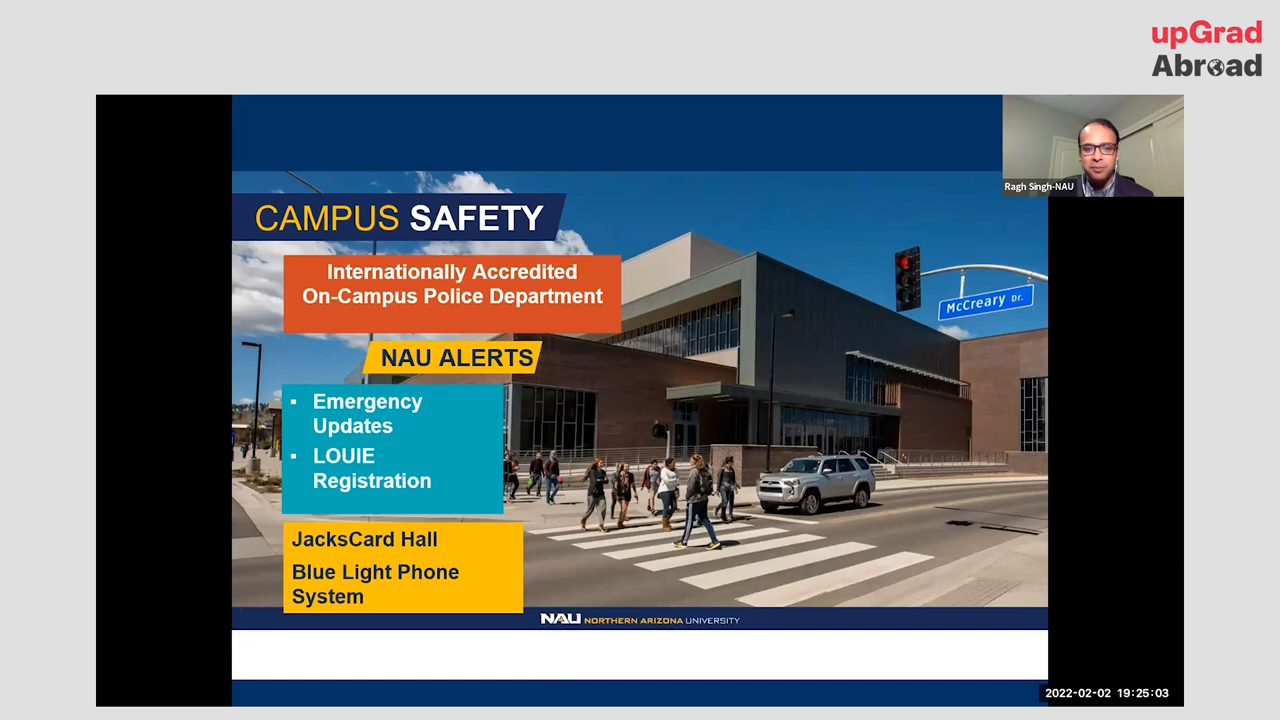 upGrad
Abroad
Ragh Singh-NAU
CAMPUS SAFETY
Internationally Accredited
On-Campus Police Department
McCreary Dr.
NAU ALERTS
▪ Emergency
Updates
▪ LOUIE
Registration
JacksCard Hall
Blue Light Phone
System
NAU NORTHERN ARIZONA UNIVERSITY
2022-02-02 19:25:03